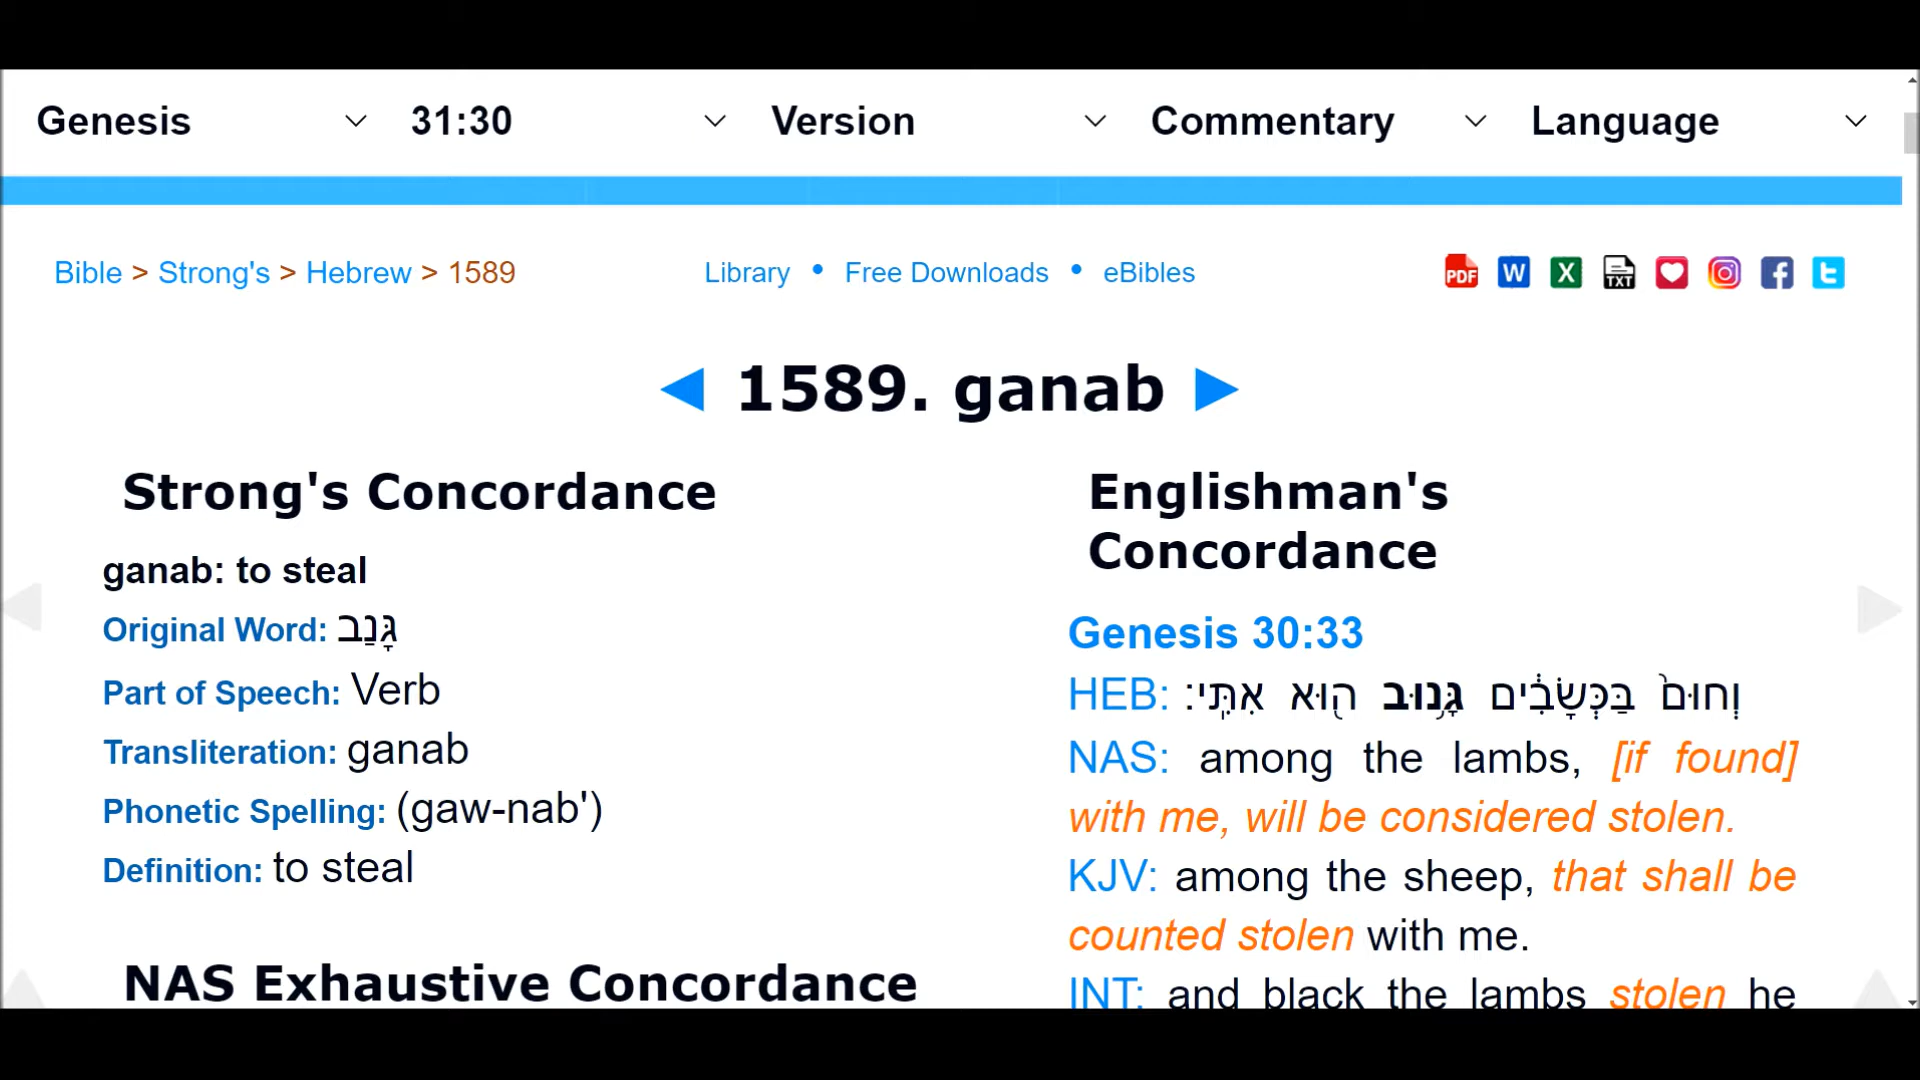 Genesis 31:30 Version Commentary Language
Bible > Strong's > Hebrew > 1589 Library • Free Downloads • eBibles
PDF W X TXT
◄ 1589. ganab ►
Strong's Concordance
ganab: to steal
Original Word: גָּנַב
Part of Speech: Verb
Transliteration: ganab
Phonetic Spelling: (gaw-nab')
Definition: to steal
NAS Exhaustive Concordance
Englishman's
Concordance
Genesis 30:33
HEB: וְחוּם֙ בַּכְּשָׂבִ֔ים גָּנ֥וּב ה֖וּא אִתִּֽי׃
NAS: among the lambs, [if found]
with me, will be considered stolen.
KJV: among the sheep, that shall be
counted stolen with me.
INT: and black the lambs stolen he